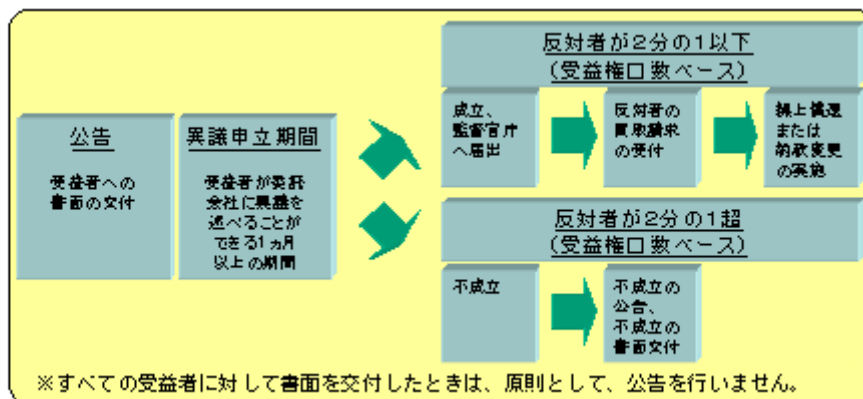 公告
受益者への
書面の交付
異議申立期間
受益者が委託
会社に異議を
述べることが
できる1ヵ月
以上の期間
反対者が2分の1以下
(受益権口数ベース)
成立、
監督官庁
へ届出
反対者の
買取請求
の受付
繰上償還
または
約款変更
の実施
反対者が2分の1超
(受益権口数ベース)
不成立
不成立の
公告、
不成立の
書面交付
※すべての受益者に対して書面を交付したときは、原則として、公告を行いません。